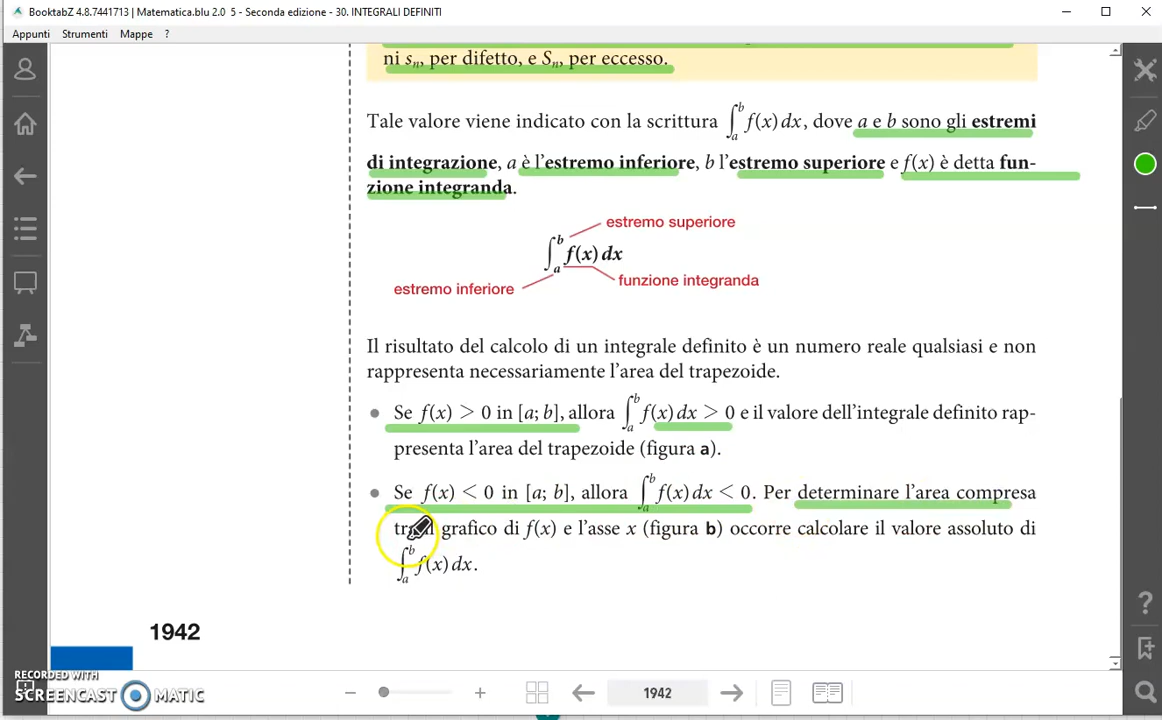 BooktabZ 4.8.7441713 | Matematica.blu 2.0 5 - Seconda edizione - 30. INTEGRALI DEFINITI
Appunti Strumenti Mappe ?
ni sₙ, per difetto, e Sₙ, per eccesso.
Tale valore viene indicato con la scrittura ∫ₐᵇ f(x) dx, dove a e b sono gli estremi
di integrazione, a è l'estremo inferiore, b l'estremo superiore e f(x) è detta fun-
zione integranda.
estremo superiore
∫ₐᵇ f(x) dx
funzione integranda
estremo inferiore
Il risultato del calcolo di un integrale definito è un numero reale qualsiasi e non
rappresenta necessariamente l'area del trapezoide.
• Se f(x) > 0 in [a; b], allora ∫ₐᵇ f(x) dx > 0 e il valore dell'integrale definito rap-
presenta l'area del trapezoide (figura a).
• Se f(x) < 0 in [a; b], allora ∫ₐᵇ f(x) dx < 0. Per determinare l'area compresa
tra il grafico di f(x) e l'asse x (figura b) occorre calcolare il valore assoluto di
∫ₐᵇ f(x) dx.
1942
RECORDED WITH
SCREENCAST MATIC
1942